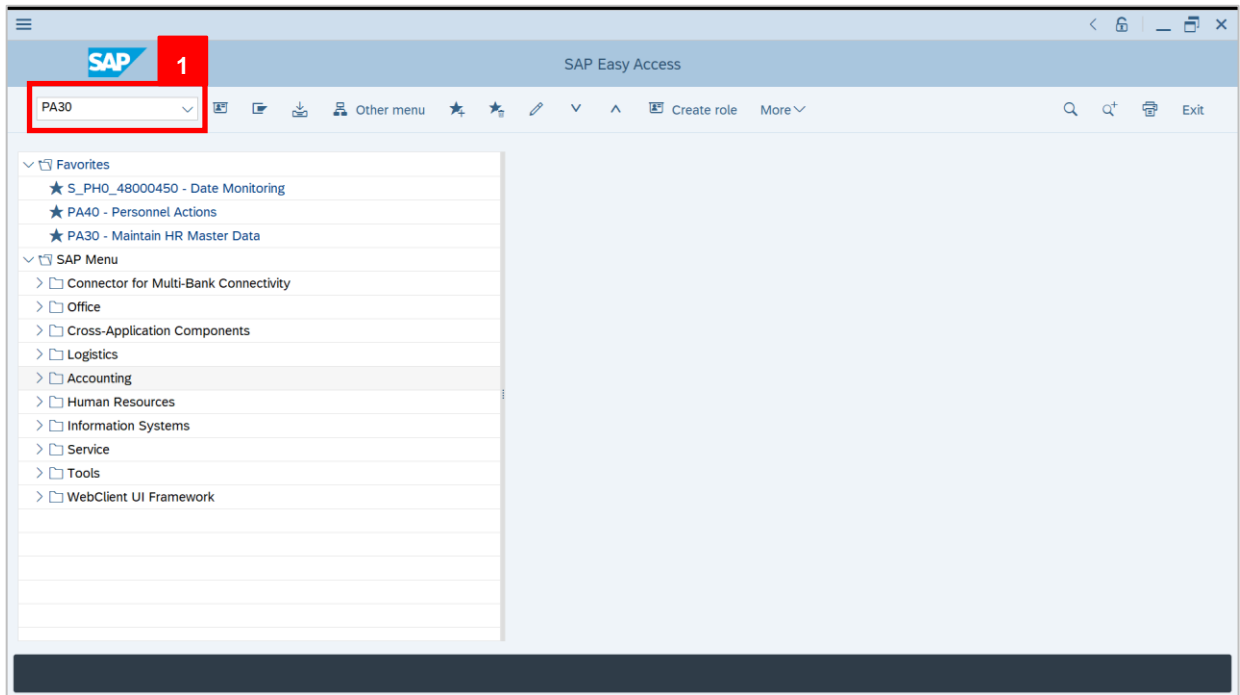 SAP
1
SAP Easy Access
PA30
Other menu
Create role
More
Exit
Favorites
S_PH0_48000450 - Date Monitoring
PA40 - Personnel Actions
PA30 - Maintain HR Master Data
SAP Menu
Connector for Multi-Bank Connectivity
Office
Cross-Application Components
Logistics
Accounting
Human Resources
Information Systems
Service
Tools
WebClient UI Framework